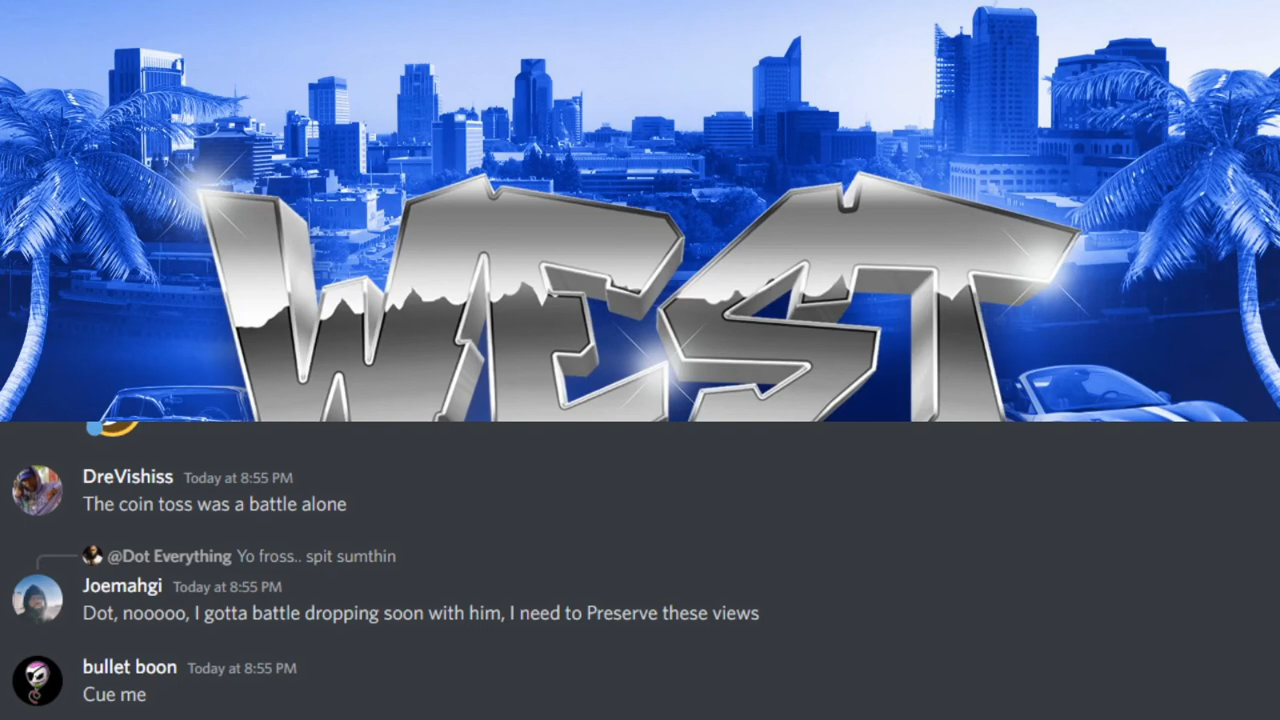 WEST
DreVishiss Today at 8:55 PM
The coin toss was a battle alone
@Dot Everything Yo fross.. spit sumthin
Joemahgi Today at 8:55 PM
Dot, nooooo, I gotta battle dropping soon with him, I need to Preserve these views
bullet boon Today at 8:55 PM
Cue me